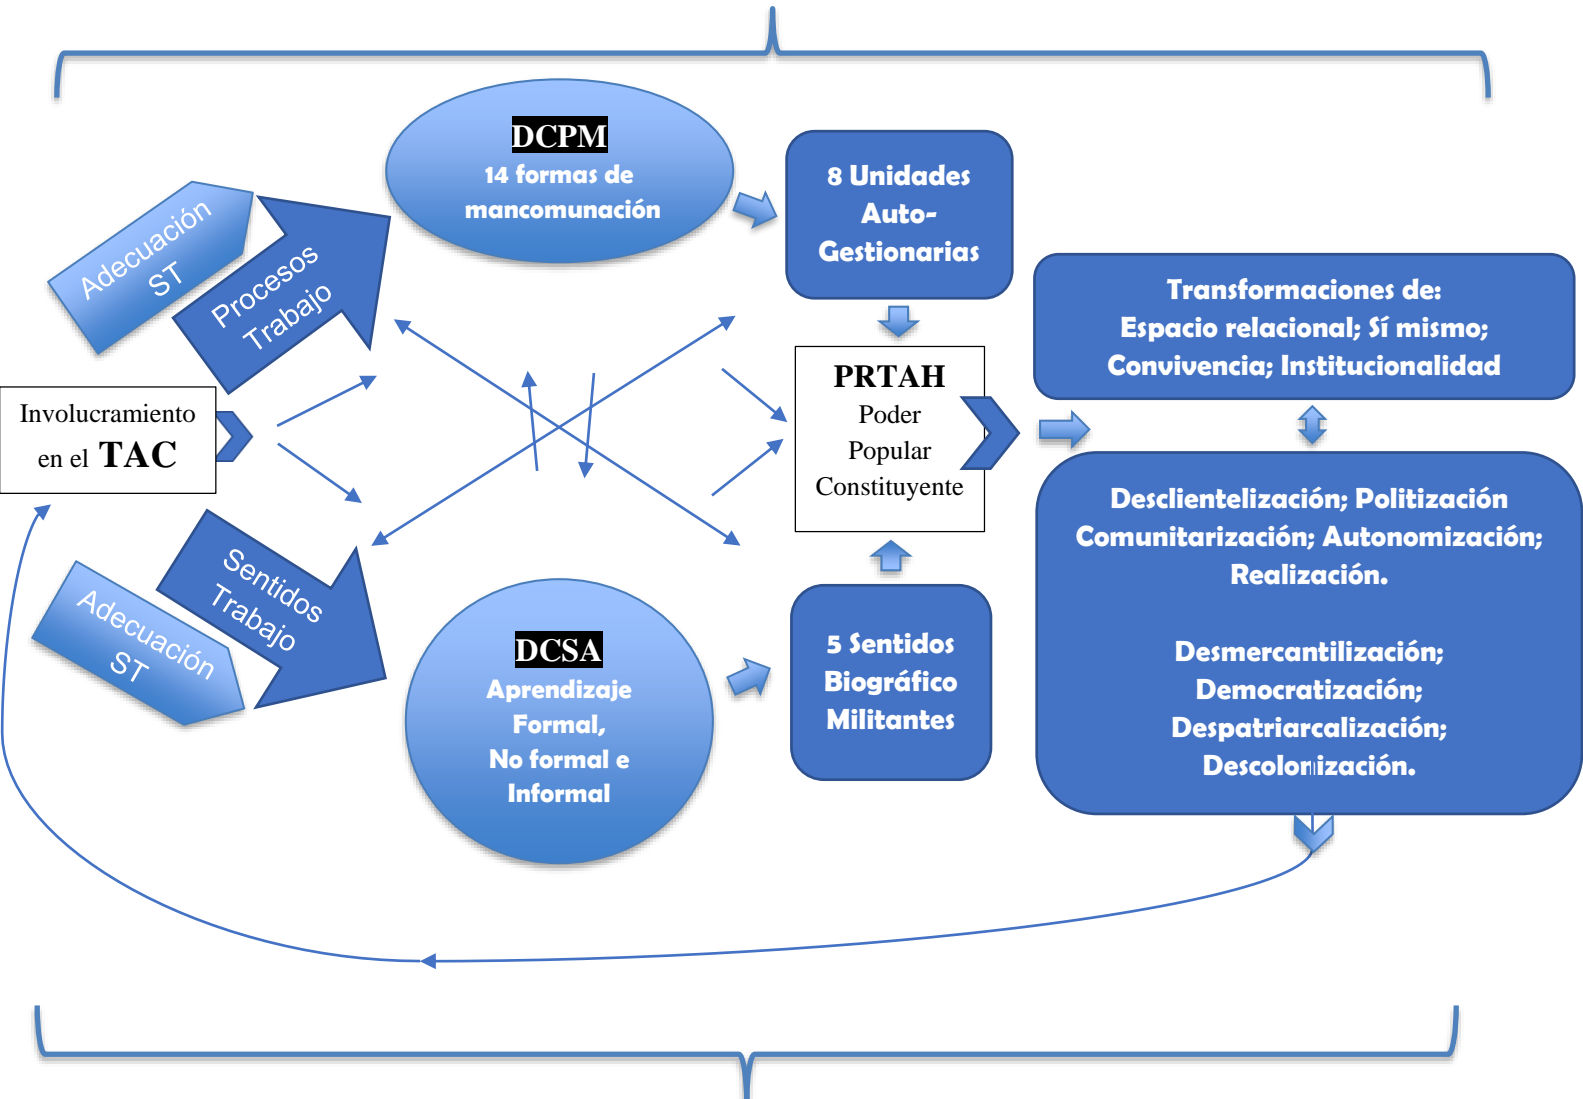 DCPM
14 formas de
mancomunación
8 Unidades
Auto-
Gestionarias
Adecuación
ST
Procesos
Trabajo
Transformaciones de:
Espacio relacional; Sí mismo;
Convivencia; Institucionalidad
Involucramiento
en el TAC
PRTAH
Poder
Popular
Constituyente
Desclientelización; Politización
Comunitarización; Autonomización;
Realización.
Desmercantilización;
Democratización;
Despatriarcalización;
Descolonización.
Sentidos
Trabajo
Adecuación
ST
DCSA
Aprendizaje
Formal,
No formal e
Informal
5 Sentidos
Biográfico
Militantes